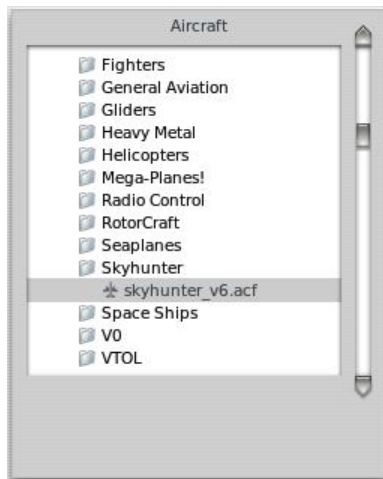 Aircraft
Fighters
General Aviation
Gliders
Heavy Metal
Helicopters
Mega-Planes!
Radio Control
RotorCraft
Seaplanes
Skyhunter
skyhunter_v6.acf
Space Ships
V0
VTOL